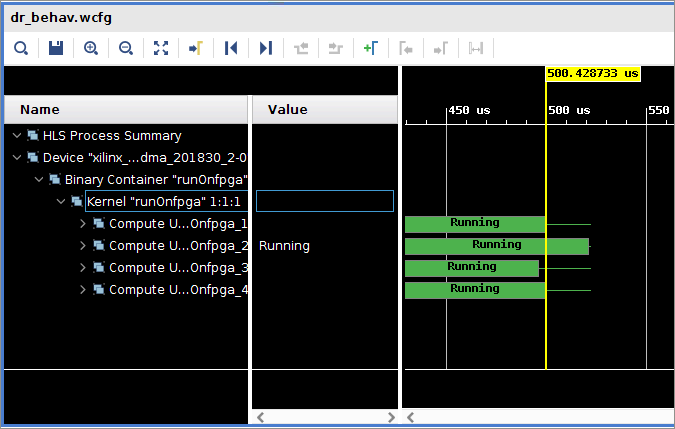 dr_behav.wcfg
500.428733 us
Name
Value
450 us
500 us
550
HLS Process Summary
Device "xilinx_...dma_201830_2-0
Binary Container "runOnfpga"
Kernel "runOnfpga" 1:1:1
Compute U...Onfpga_1
Running
Compute U...Onfpga_2
Running
Running
Compute U...Onfpga_3
Running
Compute U...Onfpga_4
Running